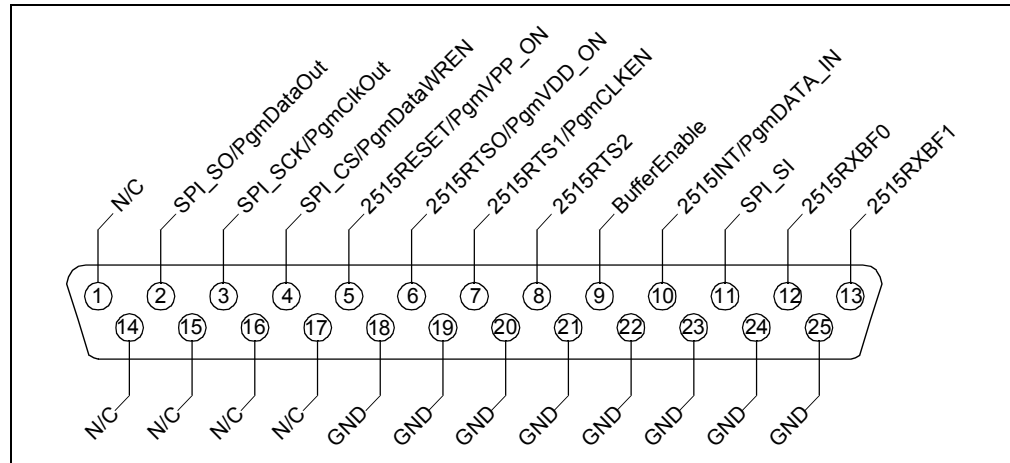 N/C
SPI_SO/PgmDataOut
SPI_SCK/PgmClkOut
SPI_CS/PgmDataWREN
2515RESET/PgmVPP_ON
2515RTSO/PgmVDD_ON
2515RTS1/PgmCLKEN
2515RTS2
BufferEnable
2515INT/PgmDATA_IN
SPI_SI
2515RXBF0
2515RXBF1
1 2 3 4 5 6 7 8 9 10 11 12 13
14 15 16 17 18 19 20 21 22 23 24 25
N/C
N/C
N/C
N/C
GND
GND
GND
GND
GND
GND
GND
GND